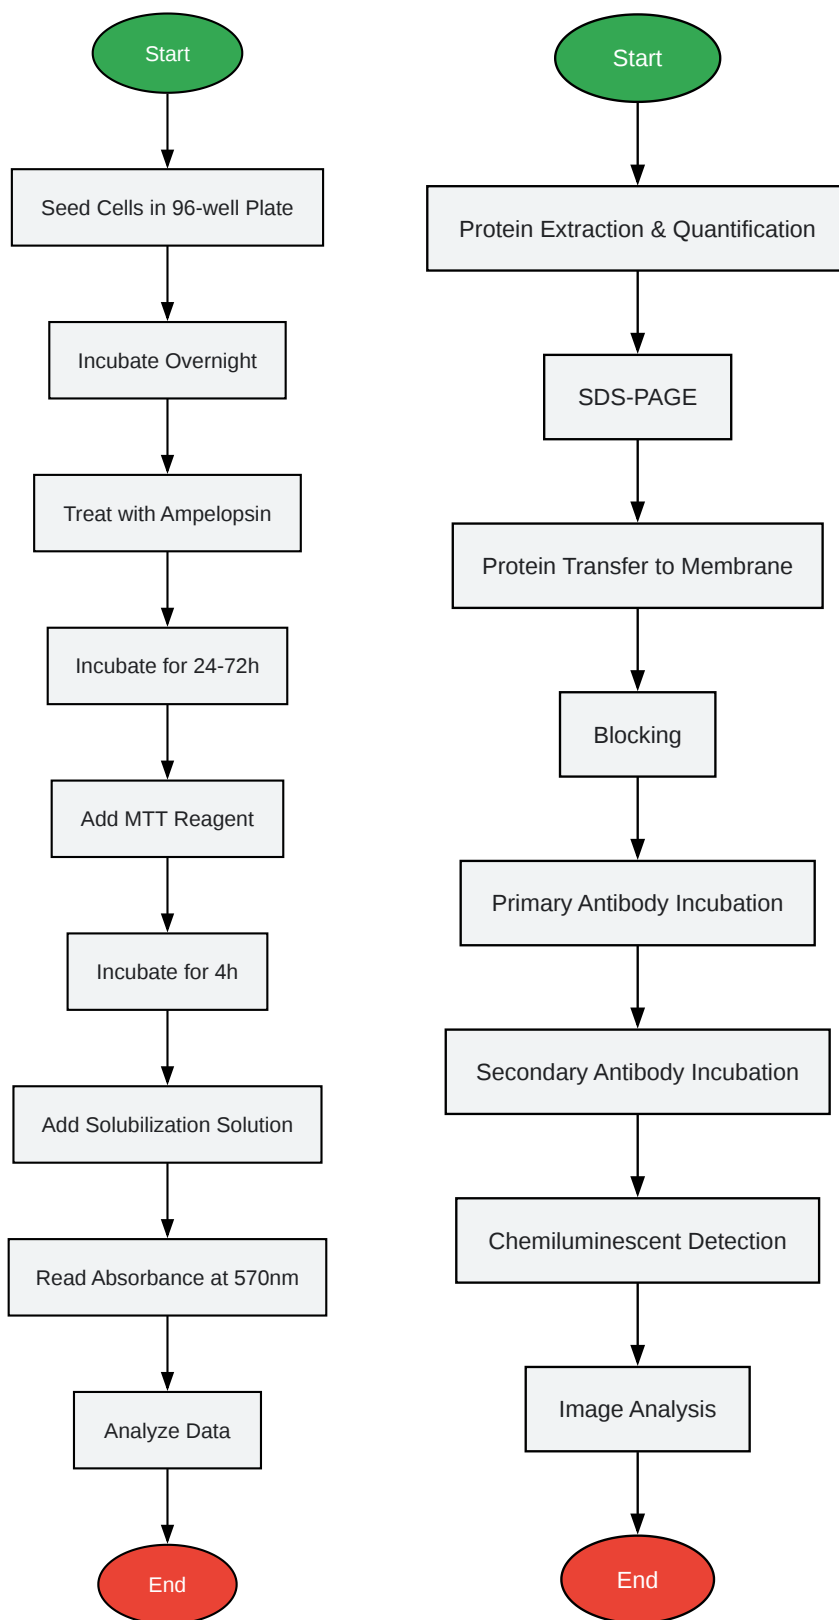 Start
Seed Cells in 96-well Plate
Incubate Overnight
Treat with Ampelopsin
Incubate for 24-72h
Add MTT Reagent
Incubate for 4h
Add Solubilization Solution
Read Absorbance at 570nm
Analyze Data
End
Start
Protein Extraction & Quantification
SDS-PAGE
Protein Transfer to Membrane
Blocking
Primary Antibody Incubation
Secondary Antibody Incubation
Chemiluminescent Detection
Image Analysis
End